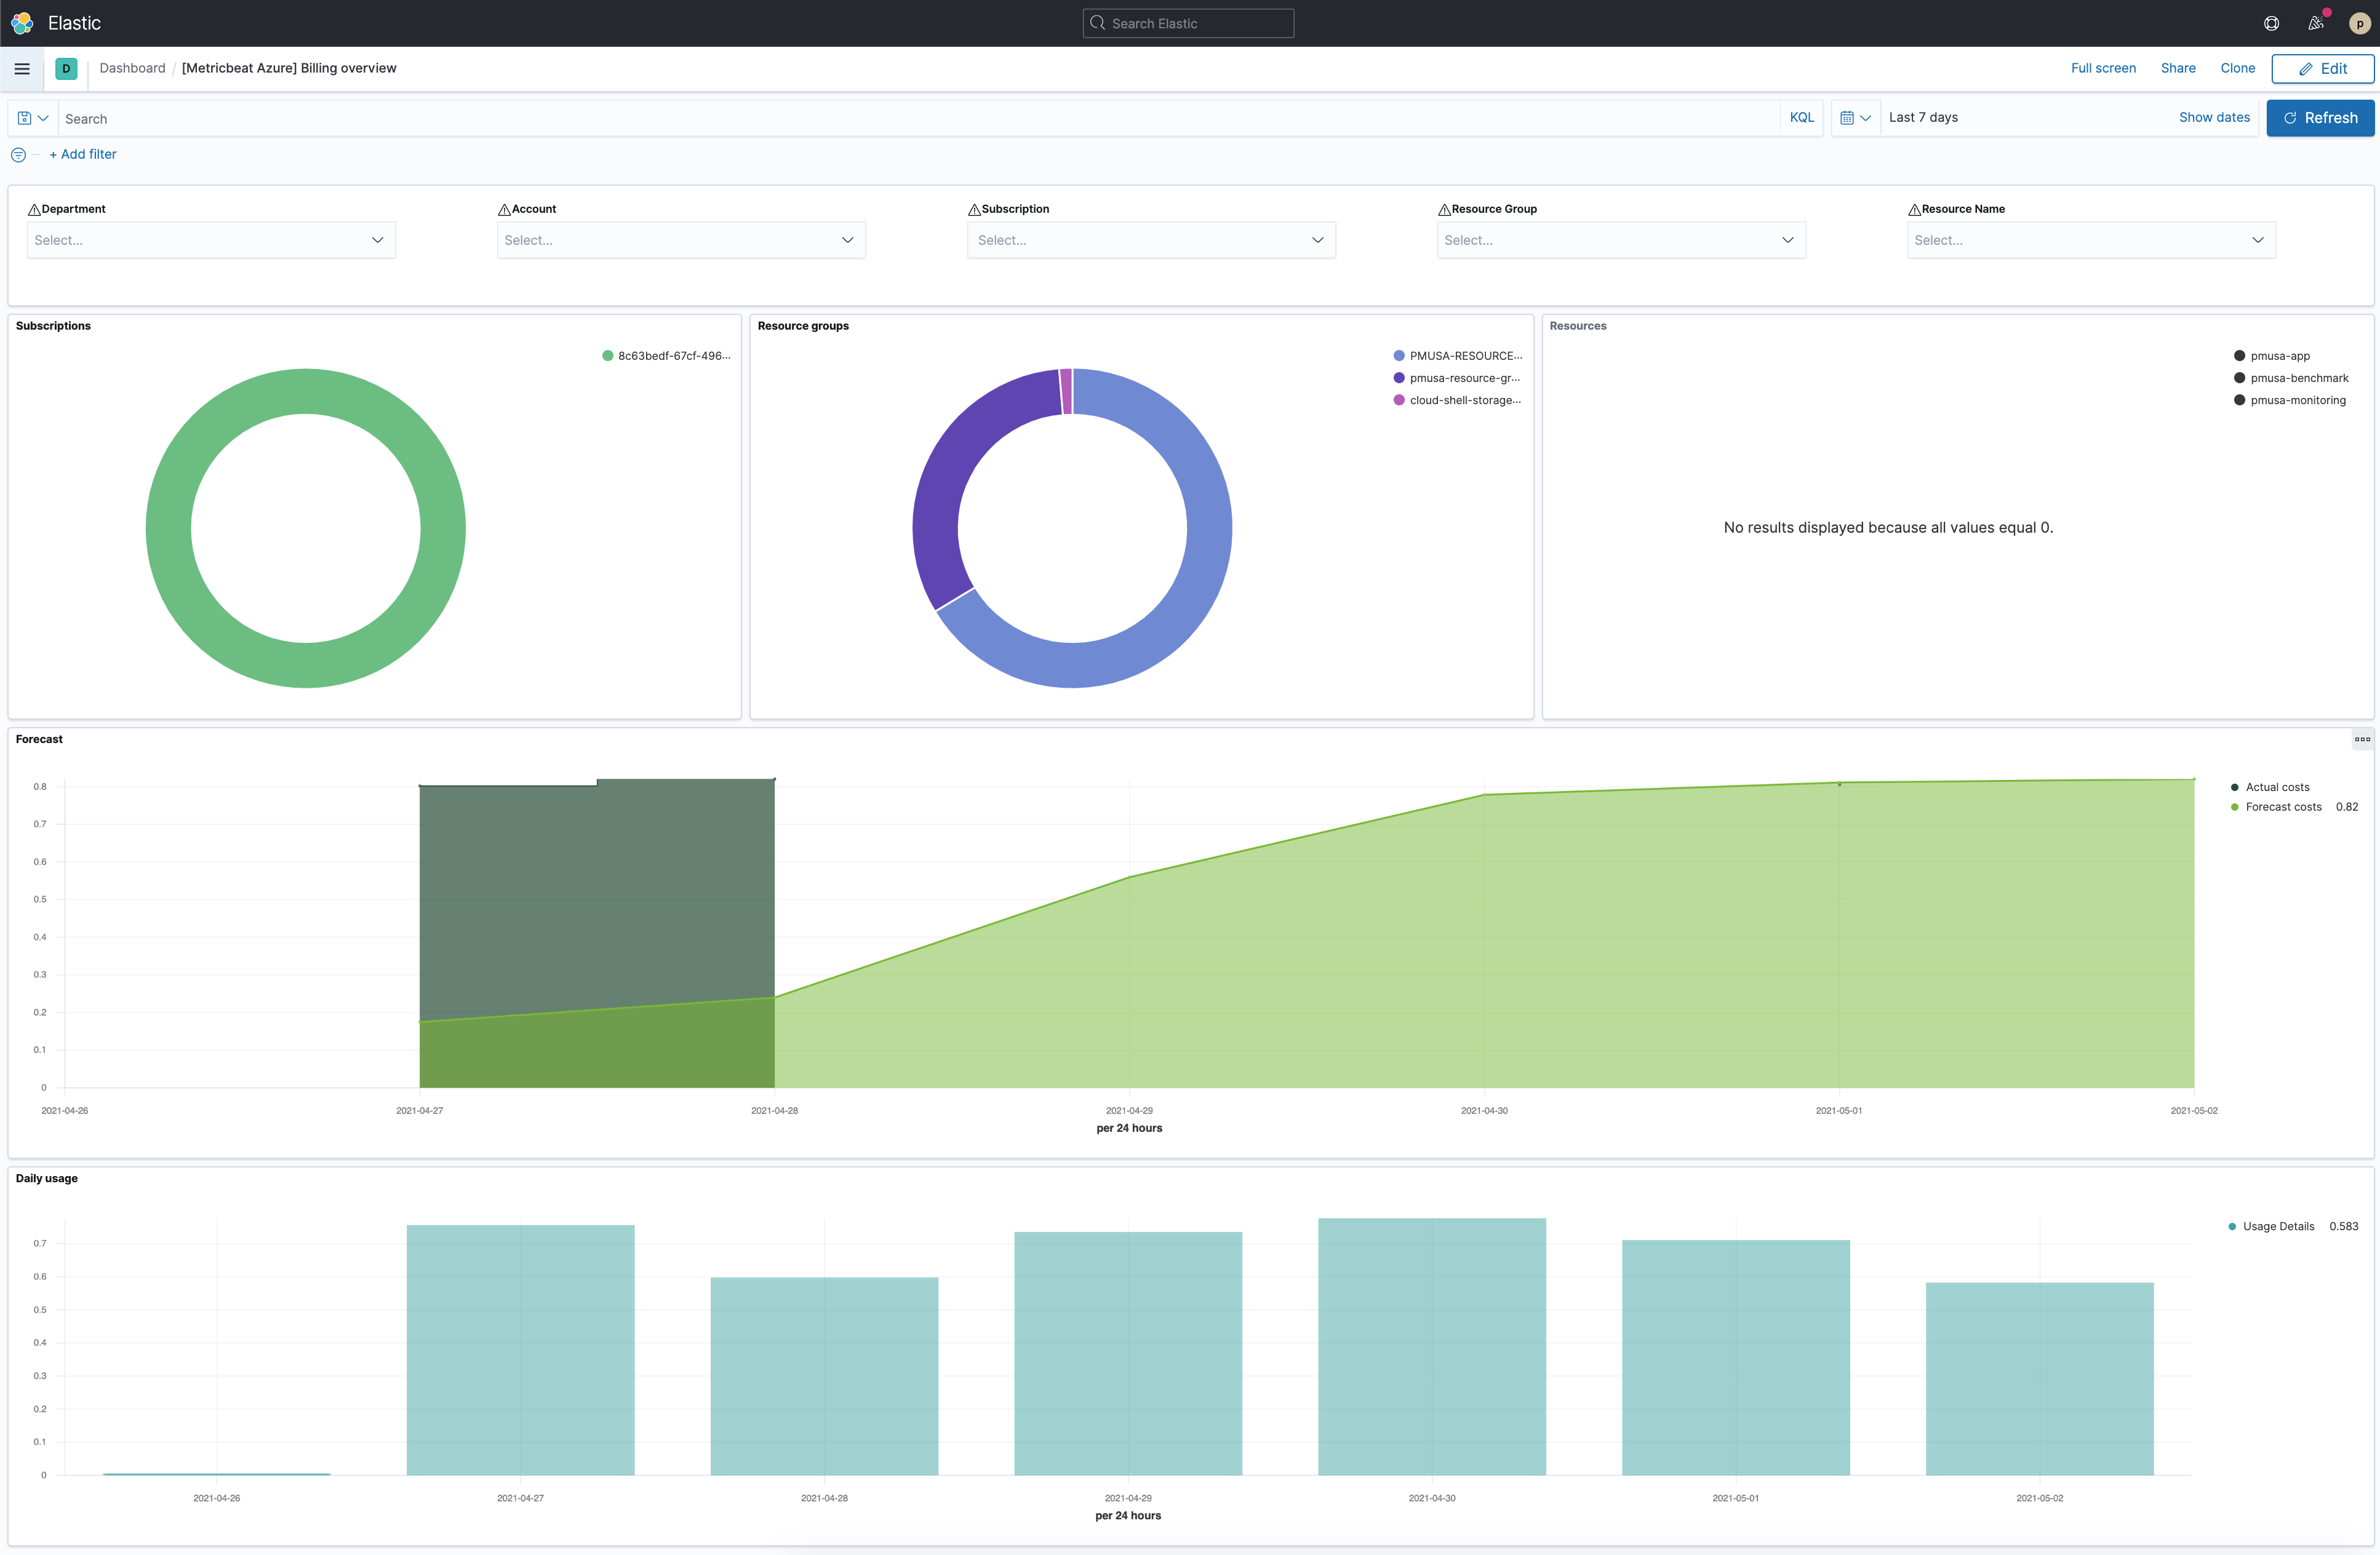 Elastic
Search Elastic
p
D
Dashboard / [Metricbeat Azure] Billing overview
Full screen
Share
Clone
Edit
Search
KQL
Last 7 days
Show dates
Refresh
+ Add filter
Department
Account
Subscription
Resource Group
Resource Name
Select...
Select...
Select...
Select...
Select...
Subscriptions
8c63bedf-67cf-496...
Resource groups
PMUSA-RESOURCE...
pmusa-resource-gr...
cloud-shell-storage...
Resources
pmusa-app
pmusa-benchmark
pmusa-monitoring
No results displayed because all values equal 0.
Forecast
0.8
0.7
0.6
0.5
0.4
0.3
0.2
0.1
0
2021-04-26
2021-04-27
2021-04-28
2021-04-29
2021-04-30
2021-05-01
2021-05-02
per 24 hours
Actual costs
Forecast costs 0.82
Daily usage
0.7
0.6
0.5
0.4
0.3
0.2
0.1
0
2021-04-26
2021-04-27
2021-04-28
2021-04-29
2021-04-30
2021-05-01
2021-05-02
per 24 hours
Usage Details 0.583